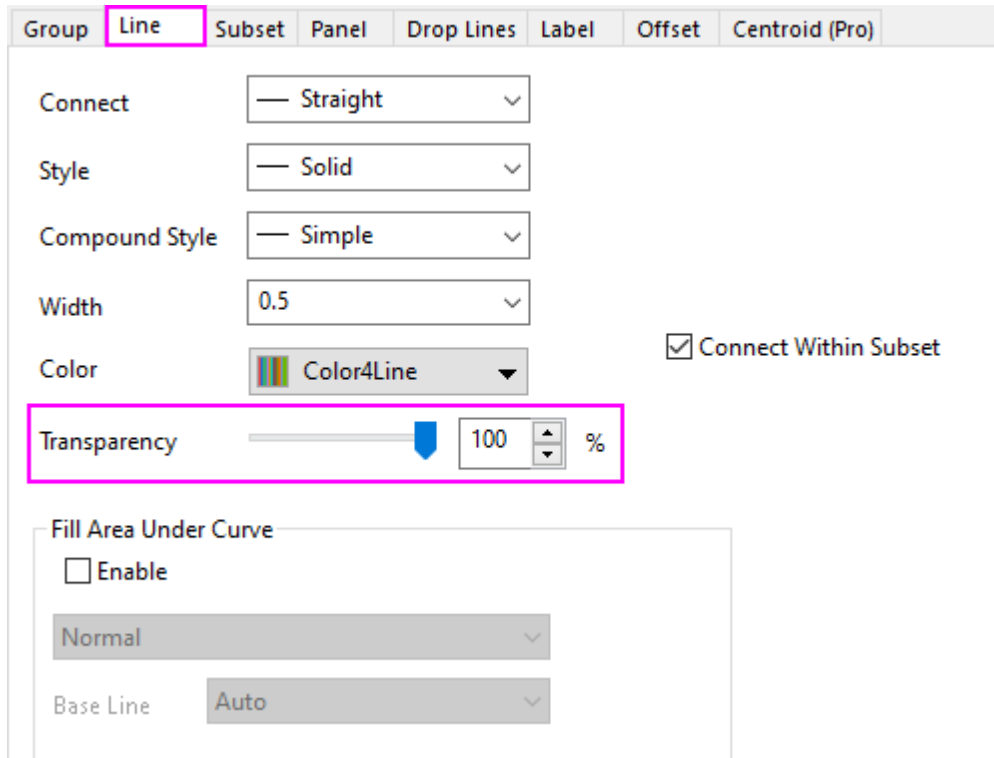 Group Line Subset Panel Drop Lines Label Offset Centroid (Pro)
Connect Straight
Style Solid
Compound Style Simple
Width 0.5
Connect Within Subset
Color Color4Line
Transparency 100 %
Fill Area Under Curve
Enable
Normal
Base Line Auto